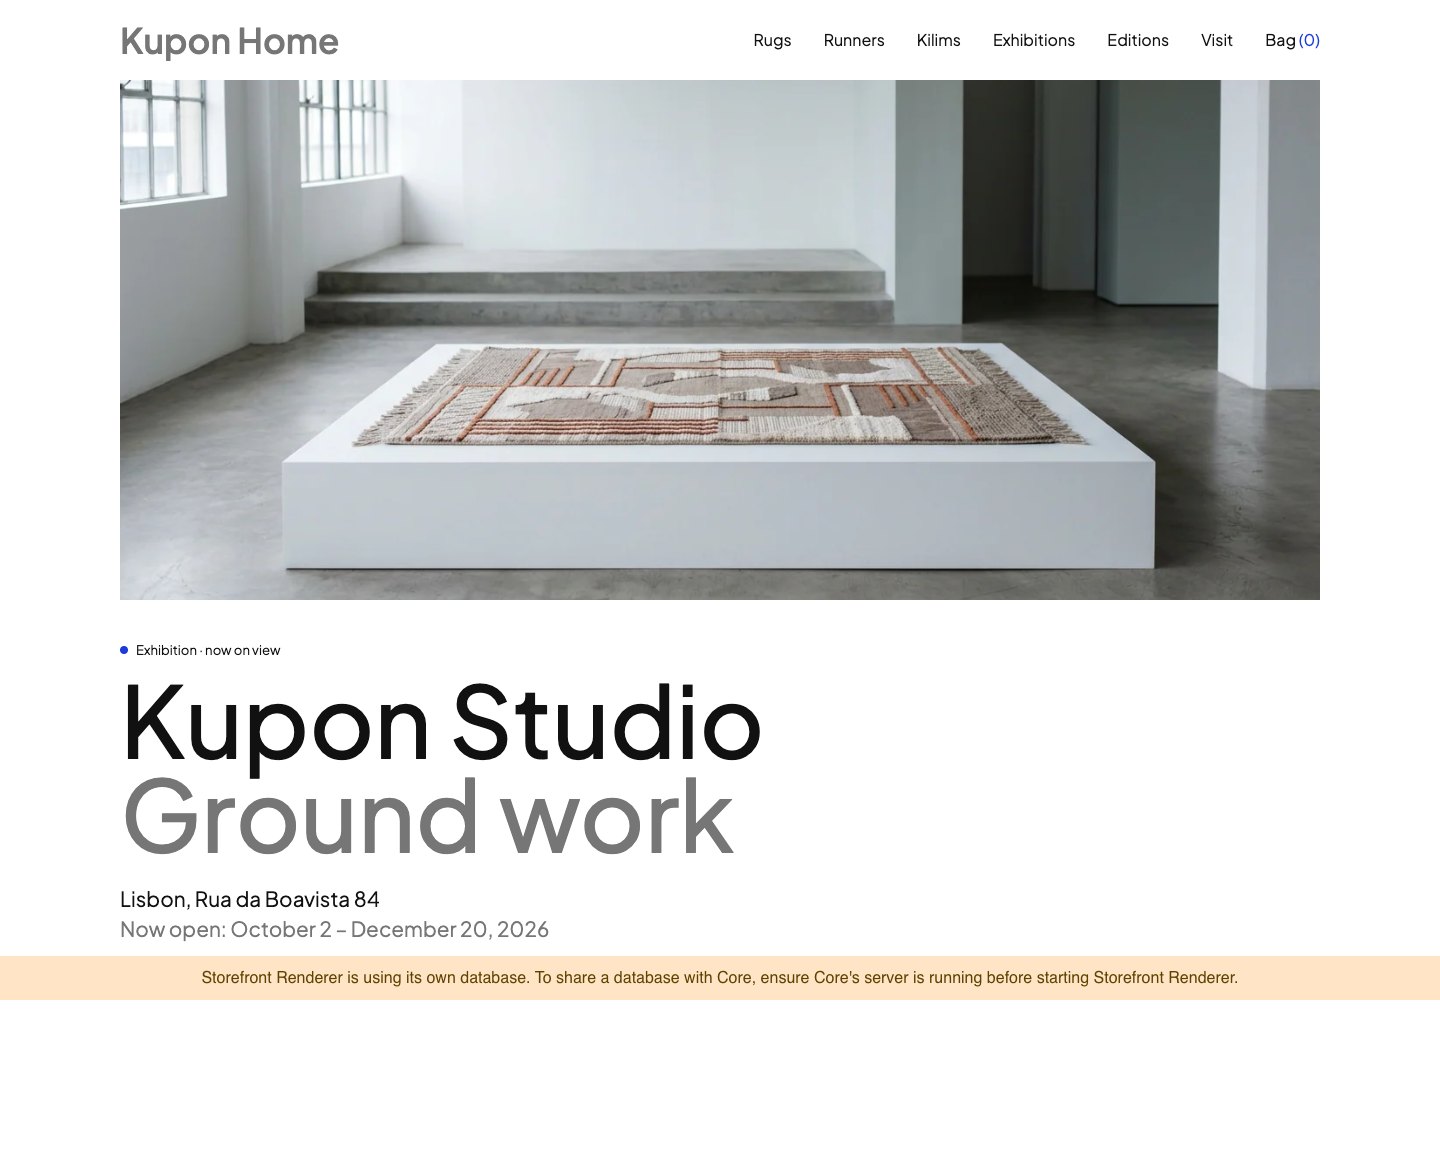 Kupon Home
Rugs Runners Kilims Exhibitions Editions Visit Bag (0)
Exhibition · now on view
Kupon Studio
Ground work
Lisbon, Rua da Boavista 84
Now open: October 2 – December 20, 2026
Storefront Renderer is using its own database. To share a database with Core, ensure Core's server is running before starting Storefront Renderer.